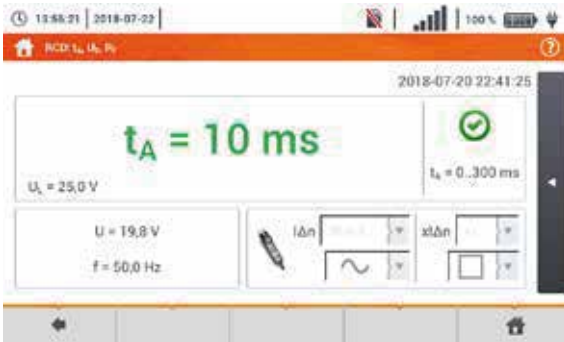 13:55:21 | 2018-07-22
100 %
RCD: tA, UB, RE
2018-07-20 22:41:25
tA = 10 ms
tA = 0..300 ms
UL = 25,0 V
U = 19,8 V
f = 50,0 Hz
IΔn
xIΔn